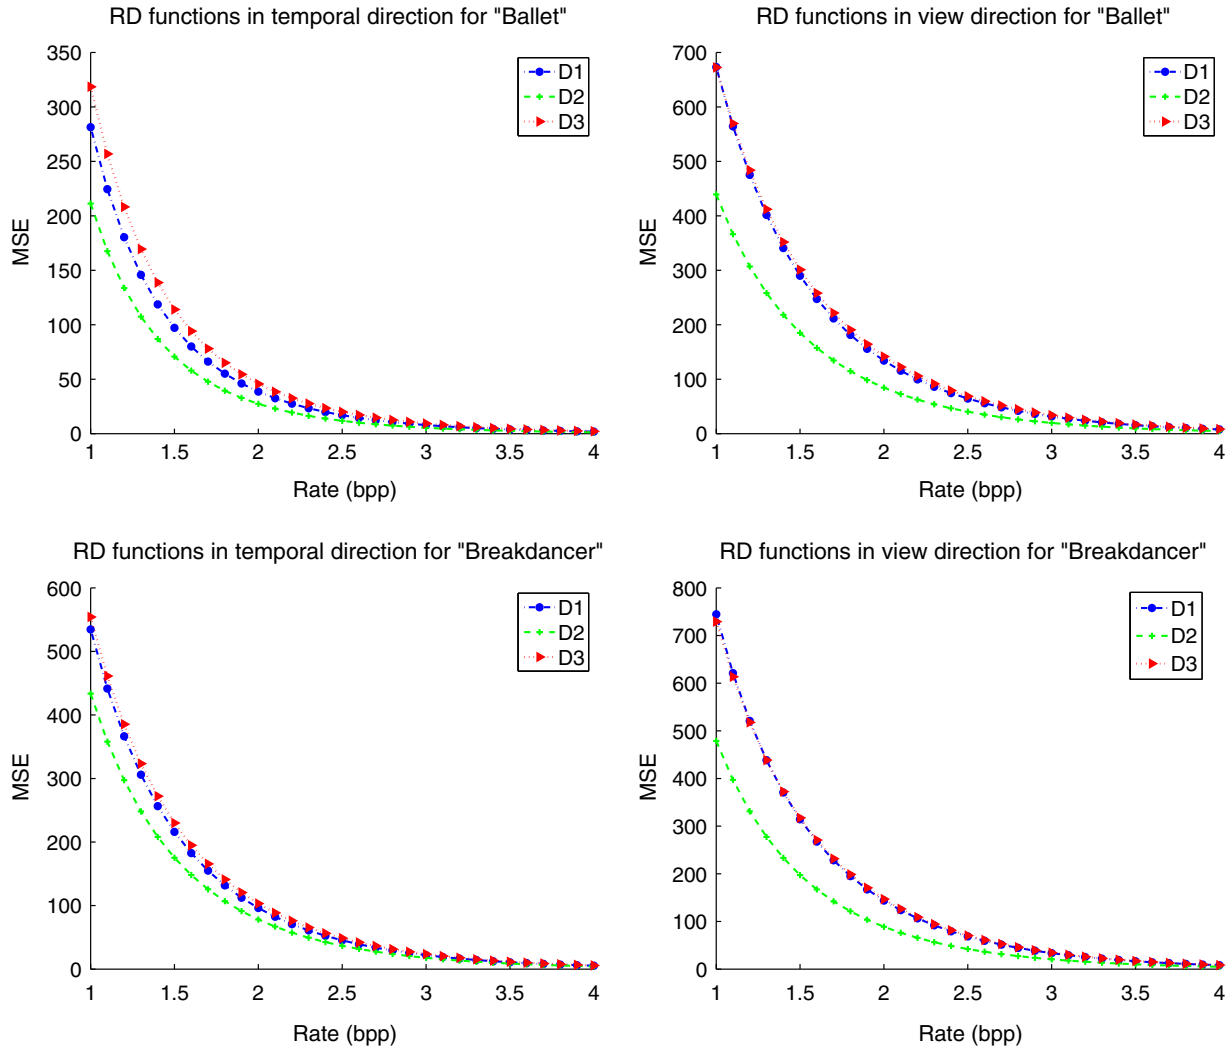 RD functions in temporal direction for "Ballet"
350
300
250
200
150
100
50
0
MSE
1
1.5
2
2.5
3
3.5
4
Rate (bpp)
D1
D2
D3
RD functions in view direction for "Ballet"
700
600
500
400
300
200
100
0
MSE
1
1.5
2
2.5
3
3.5
4
Rate (bpp)
D1
D2
D3
RD functions in temporal direction for "Breakdancer"
600
500
400
300
200
100
0
MSE
1
1.5
2
2.5
3
3.5
4
Rate (bpp)
D1
D2
D3
RD functions in view direction for "Breakdancer"
800
700
600
500
400
300
200
100
0
MSE
1
1.5
2
2.5
3
3.5
4
Rate (bpp)
D1
D2
D3